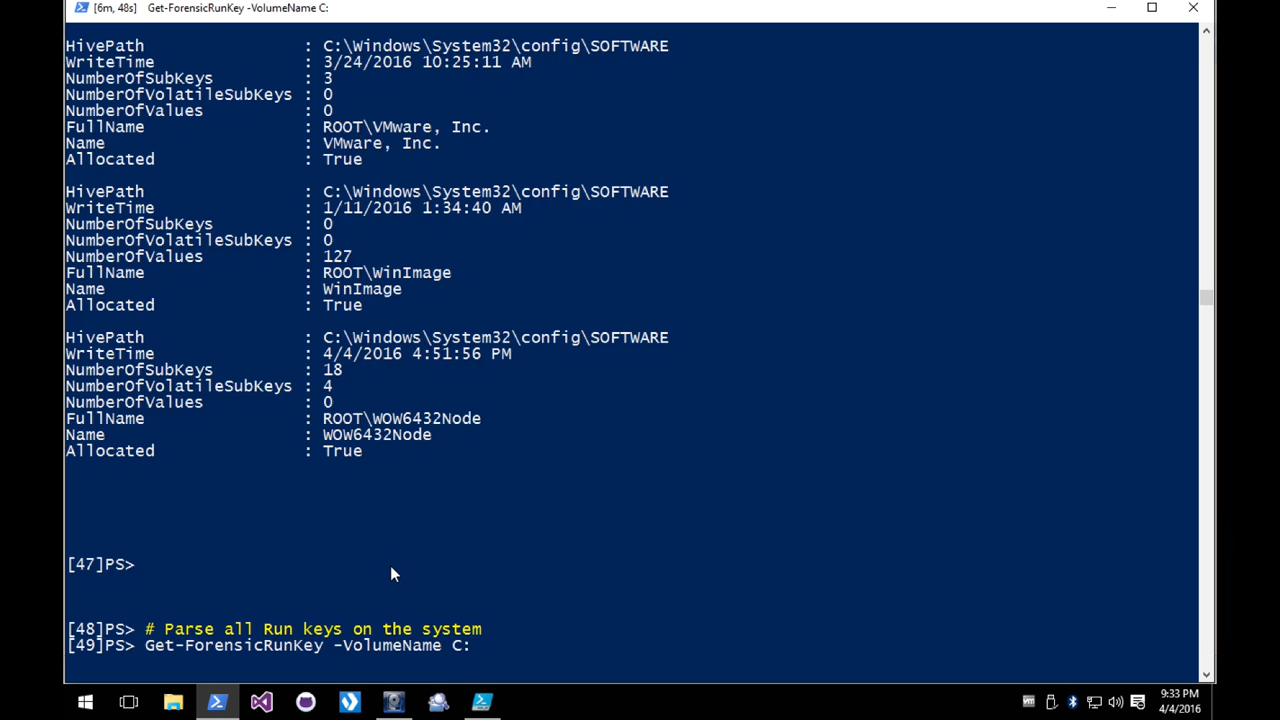 [6m, 48s]   Get-ForensicRunKey -VolumeName C:
HivePath                : C:\Windows\System32\config\SOFTWARE
WriteTime               : 3/24/2016 10:25:11 AM
NumberOfSubKeys         : 3
NumberOfVolatileSubKeys : 0
NumberOfValues          : 0
FullName                : ROOT\VMware, Inc.
Name                    : VMware, Inc.
Allocated               : True
HivePath                : C:\Windows\System32\config\SOFTWARE
WriteTime               : 1/11/2016 1:34:40 AM
NumberOfSubKeys         : 0
NumberOfVolatileSubKeys : 0
NumberOfValues          : 127
FullName                : ROOT\WinImage
Name                    : WinImage
Allocated               : True
HivePath                : C:\Windows\System32\config\SOFTWARE
WriteTime               : 4/4/2016 4:51:56 PM
NumberOfSubKeys         : 18
NumberOfVolatileSubKeys : 4
NumberOfValues          : 0
FullName                : ROOT\WOW6432Node
Name                    : WOW6432Node
Allocated               : True
[47]PS>
[48]PS> # Parse all Run keys on the system
[49]PS> Get-ForensicRunKey -VolumeName C:
vm
9:33 PM
4/4/2016